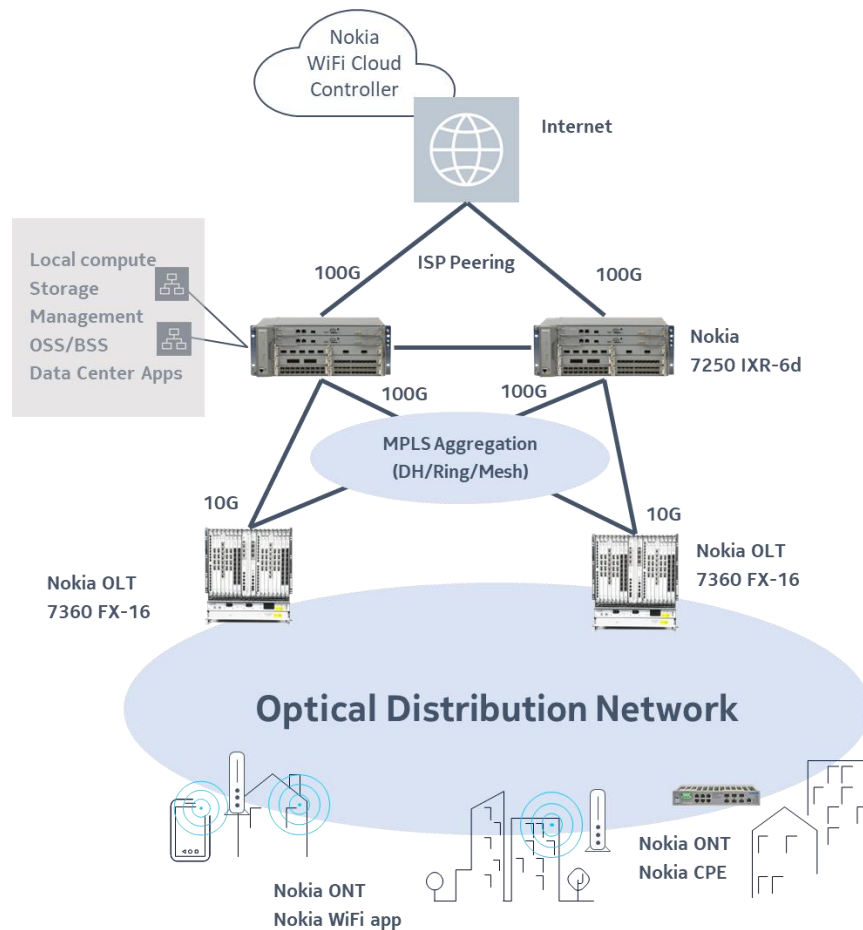 Nokia
WiFi Cloud
Controller
Internet
ISP Peering
100G
100G
Local compute
Storage
Management
OSS/BSS
Data Center Apps
Nokia
7250 IXR-6d
100G
100G
MPLS Aggregation
(DH/Ring/Mesh)
10G
10G
Nokia OLT
7360 FX-16
Nokia OLT
7360 FX-16
Optical Distribution Network
Nokia ONT
Nokia CPE
Nokia ONT
Nokia WiFi app